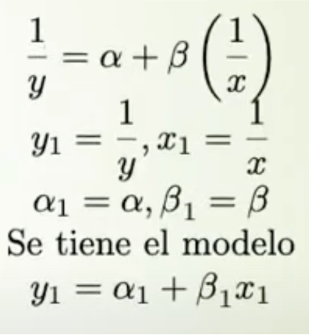 1/y = α + β (1/x)
y₁ = 1/y, x₁ = 1/x
α₁ = α, β₁ = β
Se tiene el modelo
y₁ = α₁ + β₁x₁